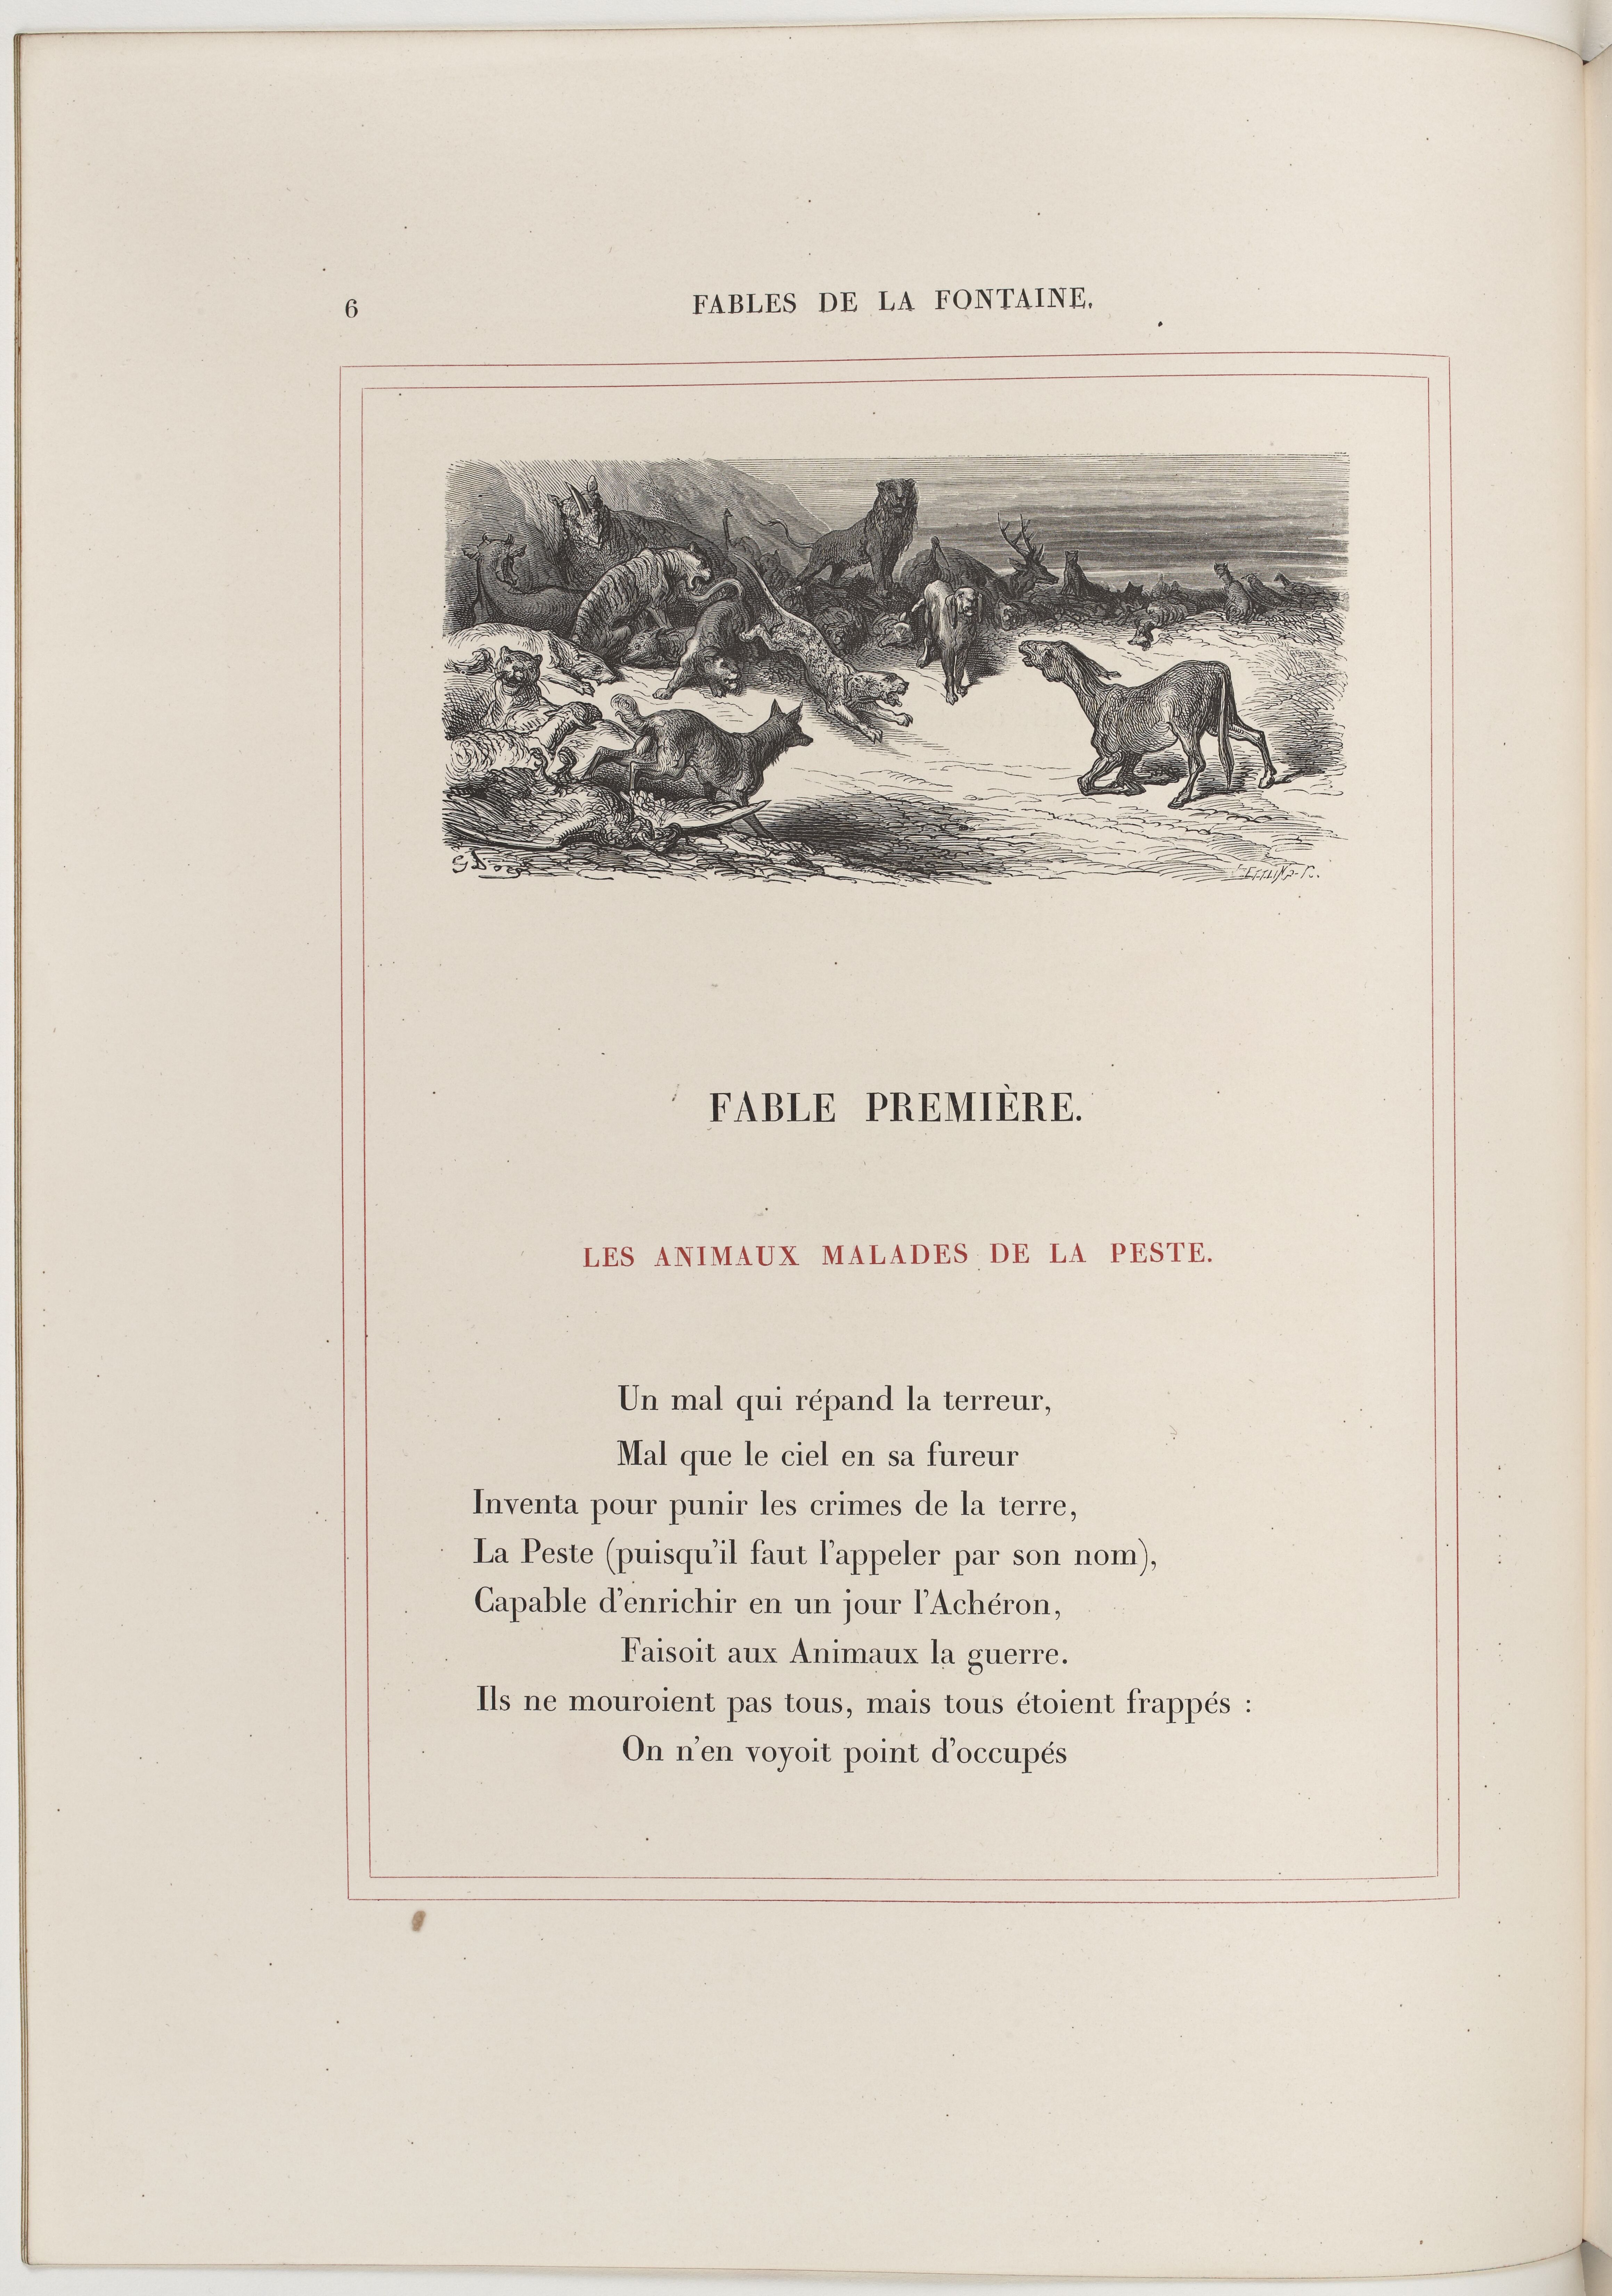 6
FABLES DE LA FONTAINE.
G Doré
FABLE PREMIÈRE.
LES ANIMAUX MALADES DE LA PESTE.
Un mal qui répand la terreur,
Mal que le ciel en sa fureur
Inventa pour punir les crimes de la terre,
La Peste (puisqu'il faut l'appeler par son nom),
Capable d'enrichir en un jour l'Achéron,
Faisoit aux Animaux la guerre.
Ils ne mouroient pas tous, mais tous étoient frappés :
On n'en voyoit point d'occupés